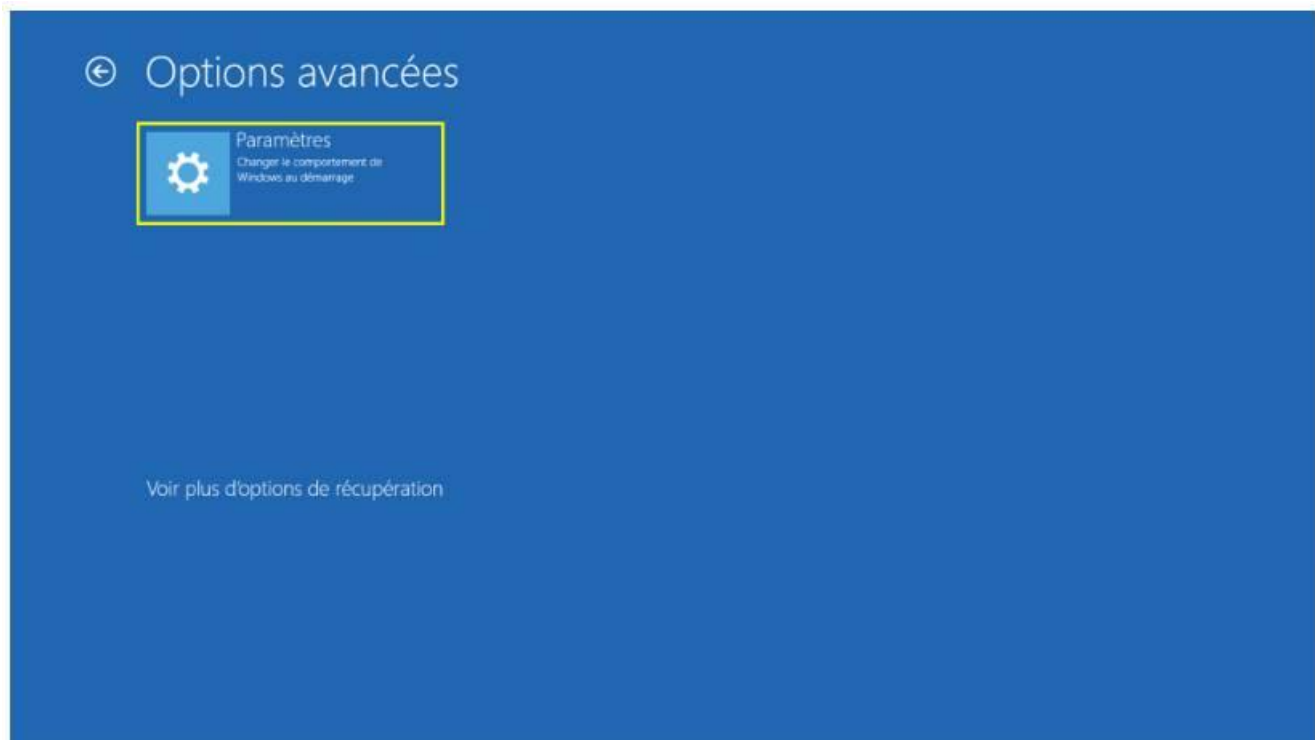 Options avancées
Paramètres
Changer le comportement de
Windows au démarrage
Voir plus d'options de récupération